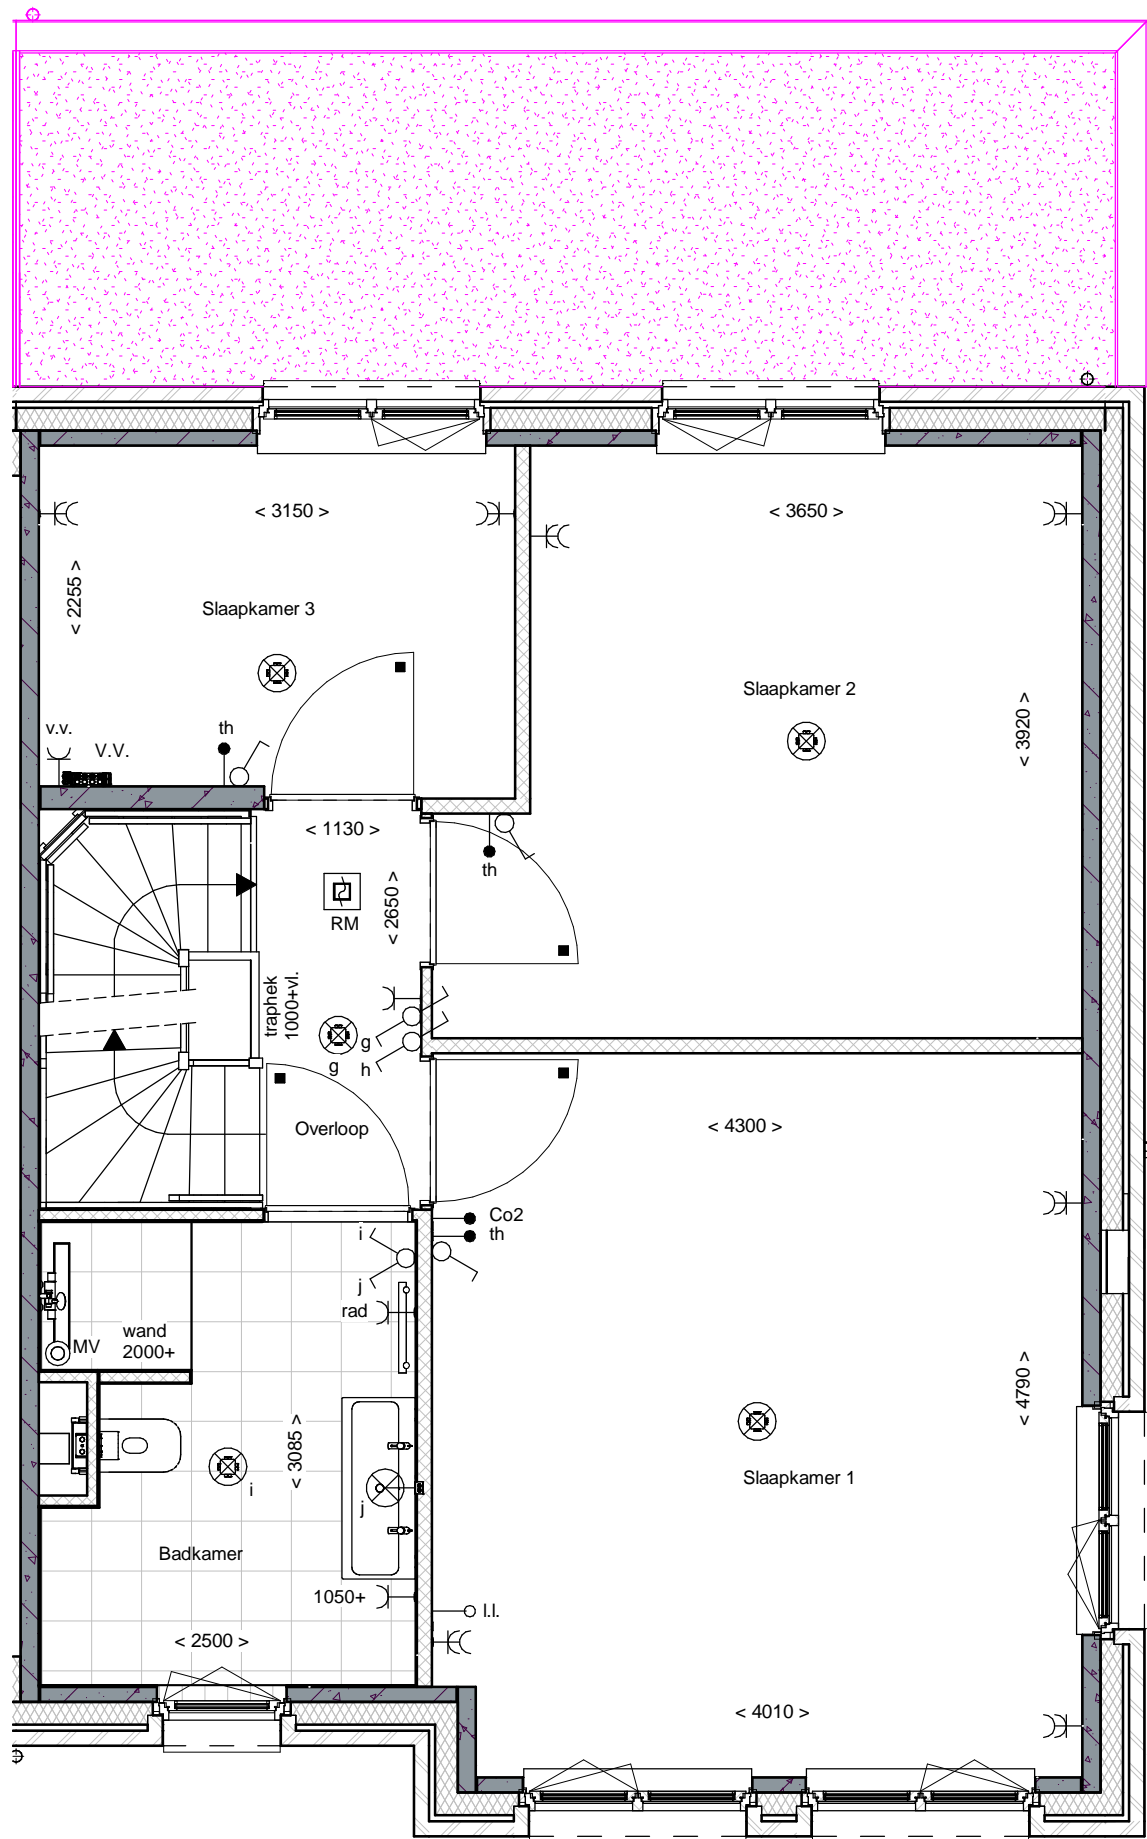 < 3150 >
< 3650 >
< 2255 >
Slaapkamer 3
Slaapkamer 2
< 3920 >
v.v.
V.V.
th
< 1130 >
th
< 2650 >
RM
traphek
1000+vl.
g
g
h
Overloop
< 4300 >
Co2
th
i
j
rad
MV
wand
2000+
< 4790 >
< 3085 >
Slaapkamer 1
i
j
Badkamer
1050+
l.l.
< 2500 >
< 4010 >